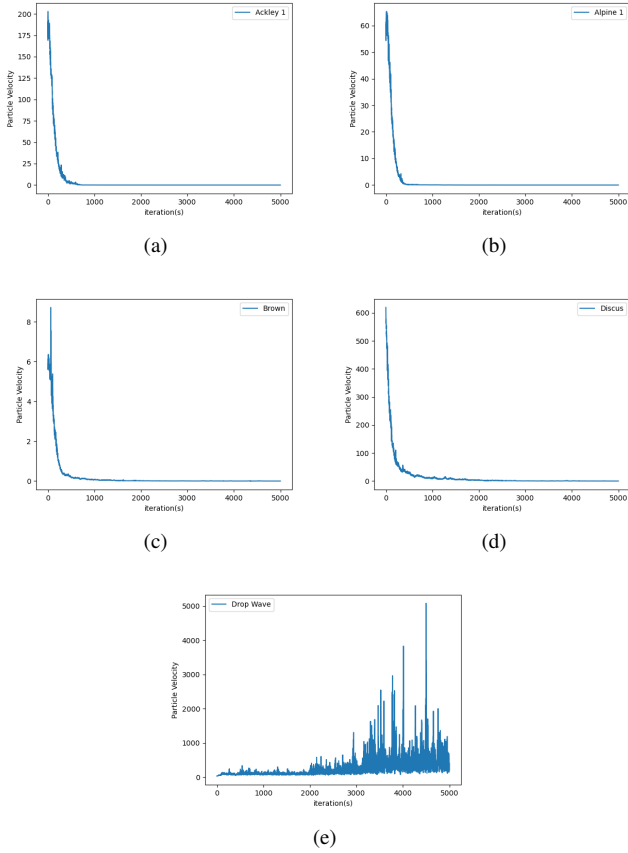 200
175
150
125
100
75
50
25
0
Particle Velocity
Ackley 1
0 1000 2000 3000 4000 5000
iteration(s)
(a)
60
50
40
30
20
10
0
Particle Velocity
Alpine 1
0 1000 2000 3000 4000 5000
iteration(s)
(b)
8
6
4
2
0
Particle Velocity
Brown
0 1000 2000 3000 4000 5000
iteration(s)
(c)
600
500
400
300
200
100
0
Particle Velocity
Discus
0 1000 2000 3000 4000 5000
iteration(s)
(d)
5000
4000
3000
2000
1000
0
Particle Velocity
Drop Wave
0 1000 2000 3000 4000 5000
iteration(s)
(e)